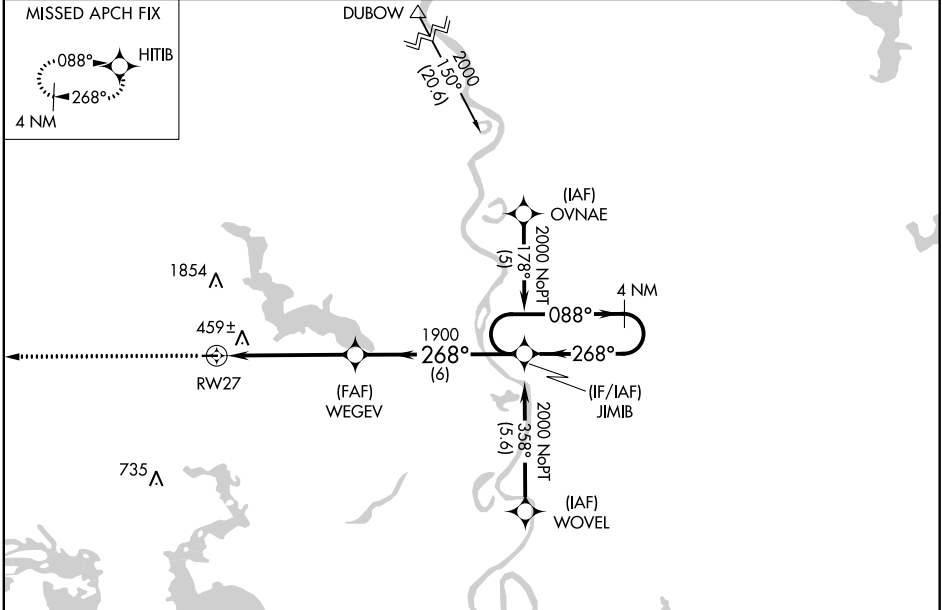 MISSED APCH FIX
HITIB
088°
268°
4 NM
DUBOW
2000
150°
(20.6)
(IAF)
OVNAE
2000 NoPT
178°
(5)
1854
4 NM
088°
459±
1900
268°
(6)
268°
RW27
(FAF)
WEGEV
(IF/IAF)
JIMIB
2000 NoPT
358°
(5.6)
735
(IAF)
WOVEL